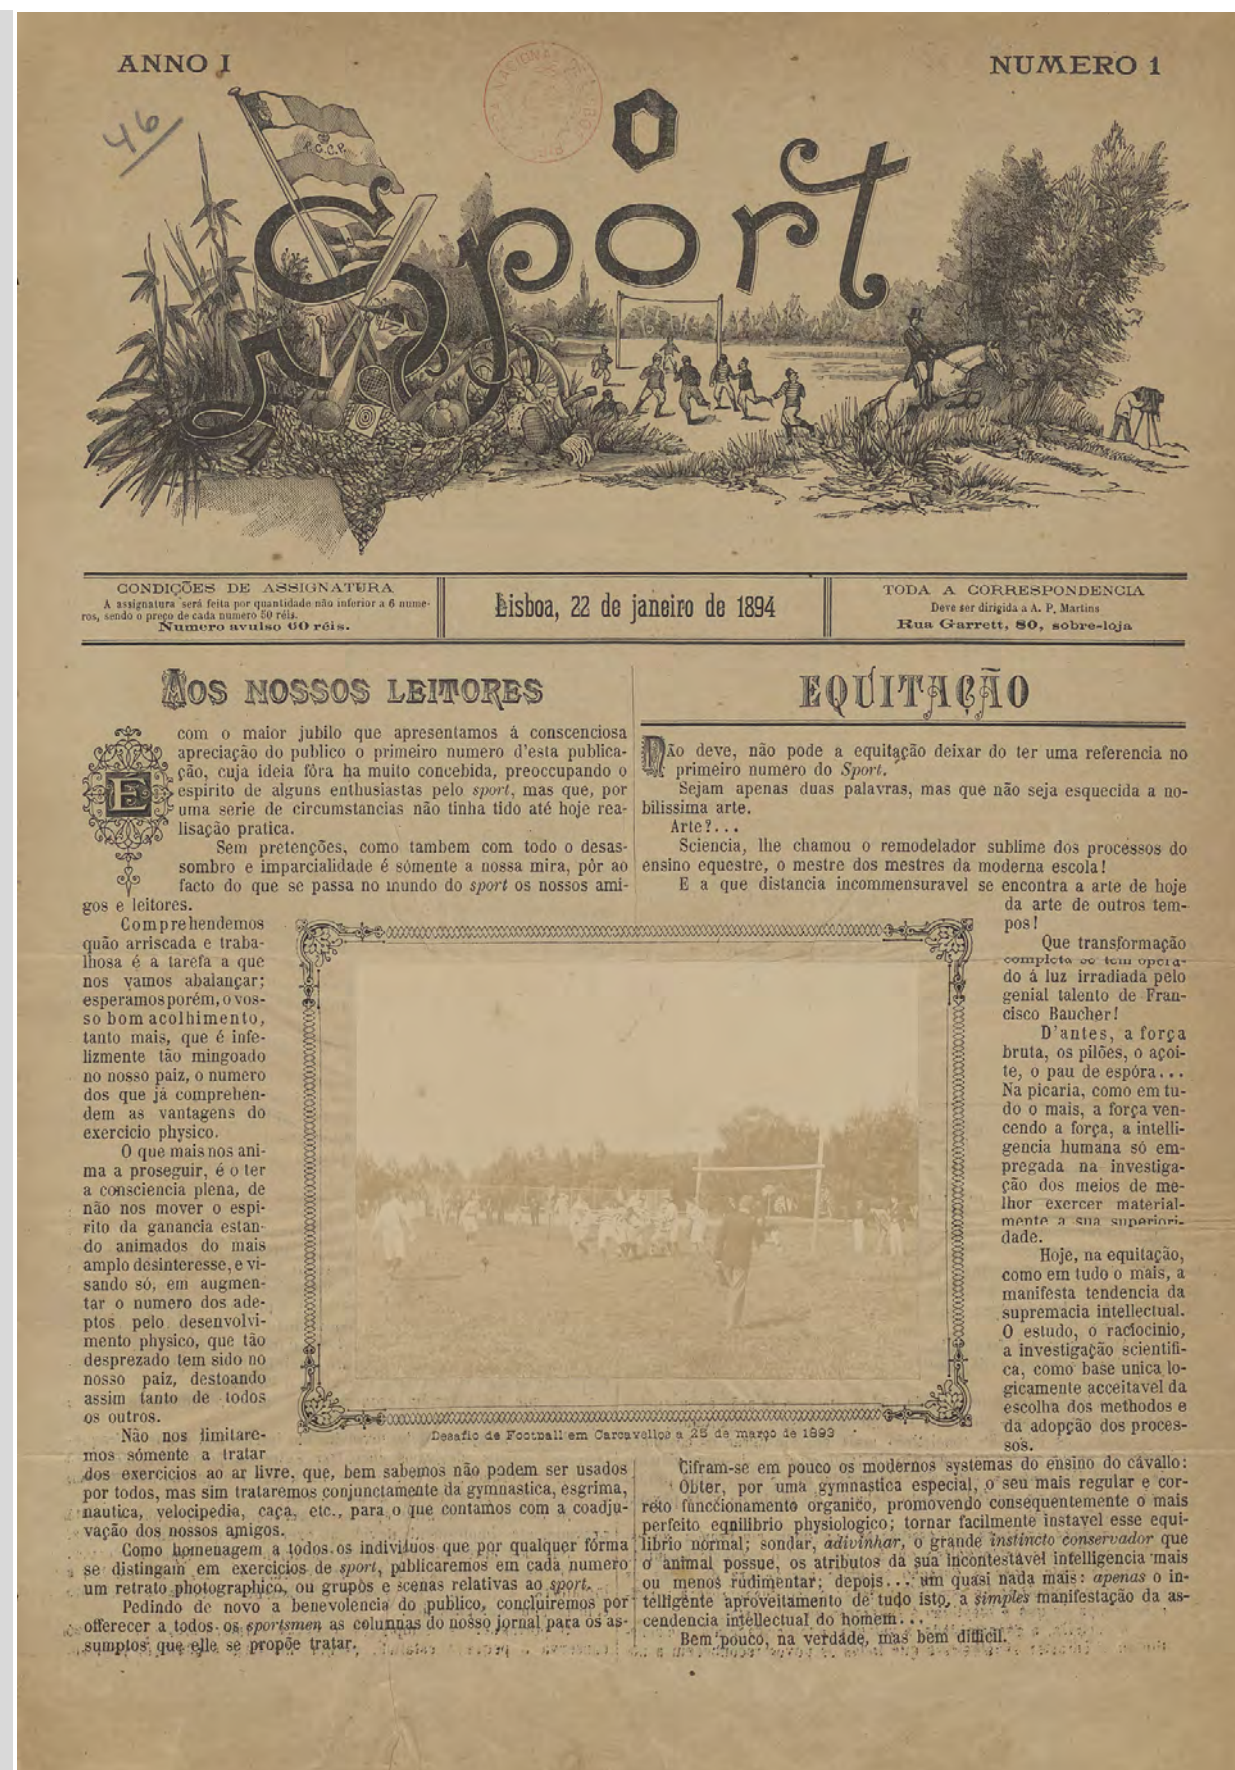 ANNO I
NUMERO 1
46
R.G.C.P.
O
Sport
CONDIÇÕES DE ASSIGNATURA
A assignatura será feita por quantidade não inferior a 6 nume-
ros, sendo o preço de cada numero 50 réis.
Numero avulso 60 réis.
Lisboa, 22 de janeiro de 1894
TODA A CORRESPONDENCIA
Deve ser dirigida a A. P. Martins
Rua Garrett, 80, sobre-loja
AOS NOSSOS LEITORES
E com o maior jubilo que apresentamos á conscenciosa
apreciação do publico o primeiro numero d'esta publica-
ção, cuja ideia fôra ha muito concebida, preoccupando o
espirito de alguns enthusiastas pelo sport, mas que, por
uma serie de circumstancias não tinha tido até hoje rea-
lisação pratica.
Sem pretenções, como tambem com todo o desas-
sombro e imparcialidade é sómente a nossa mira, pôr ao
facto do que se passa no mundo do sport os nossos ami-
gos e leitores.
Comprehendemos
quão arriscada e traba-
lhosa é a tarefa a que
nos vamos abalançar;
esperamos porém, o vos-
so bom acolhimento,
tanto mais, que é infe-
lizmente tão mingoado
no nosso paiz, o numero
dos que já comprehen-
dem as vantagens do
exercicio physico.
O que mais nos ani-
ma a proseguir, é o ter
a consciencia plena, de
não nos mover o espi-
rito da ganancia estan-
do animados do mais
amplo desinteresse, e vi-
sando só, em augmen-
tar o numero dos ade-
ptos pelo desenvolvi-
mento physico, que tão
desprezado tem sido no
nosso paiz, destoando
assim tanto de todos
os outros.
Não nos limitare-
mos sómente a tratar
dos exercicios ao ar livre, que, bem sabemos não podem ser usados
por todos, mas sim trataremos conjunctamente da gymnastica, esgrima,
nautica, velocipedia, caça, etc., para o que contamos com a coadju-
vação dos nossos amigos.
Como homenagem a todos os individuos que por qualquer fórma
se distingam em exercicios de sport, publicaremos em cada numero
um retrato photographico, ou grupos e scenas relativas ao sport.
Pedindo de novo a benevolencia do publico, concluiremos por
offerecer a todos os sportsmen as columnas do nosso jornal para os as-
sumptos que elle se propõe tratar.
Desafio de Football em Carcavellos a 25 de março de 1893
EQUITAÇÃO
Não deve, não pode a equitação deixar do ter uma referencia no
primeiro numero do Sport.
Sejam apenas duas palavras, mas que não seja esquecida a no-
bilissima arte.
Arte?...
Sciencia, lhe chamou o remodelador sublime dos processos do
ensino equestre, o mestre dos mestres da moderna escola!
E a que distancia incommensuravel se encontra a arte de hoje
da arte de outros tem-
pos!
Que transformação
completa se tem opera-
do á luz irradiada pelo
genial talento de Fran-
cisco Baucher!
D'antes, a força
bruta, os pilões, o açoi-
te, o pau de espóra...
Na picaria, como em tu-
do o mais, a força ven-
cendo a força, a intelli-
gencia humana só em-
pregada na investiga-
ção dos meios de me-
lhor exercer material-
mente a sua superiori-
dade.
Hoje, na equitação,
como em tudo o mais, a
manifesta tendencia da
supremacia intellectual.
O estudo, o raciocinio,
a investigação scientifi-
ca, como base unica lo-
gicamente acceitavel da
escolha dos methodos e
da adopção dos proces-
sos.
Cifram-se em pouco os modernos systemas do ensino do cavallo:
Obter, por uma gymnastica especial, o seu mais regular e cor-
réto funccionamento organico, promovendo consequentemente o mais
perfeito eqnilibrio physiologico; tornar facilmente instavel esse equi-
librio normal; sondar, adivinhar, o grande instincto conservador que
o animal possue, os atributos da sua incontestavel intelligencia mais
ou menos rudimentar; depois... um quasi nada mais: apenas o in-
telligente aproveitamento de tudo isto, a simples manifestação da as-
cendencia intellectual do homem...
Bem pouco, na verdade, mas bem difficil.